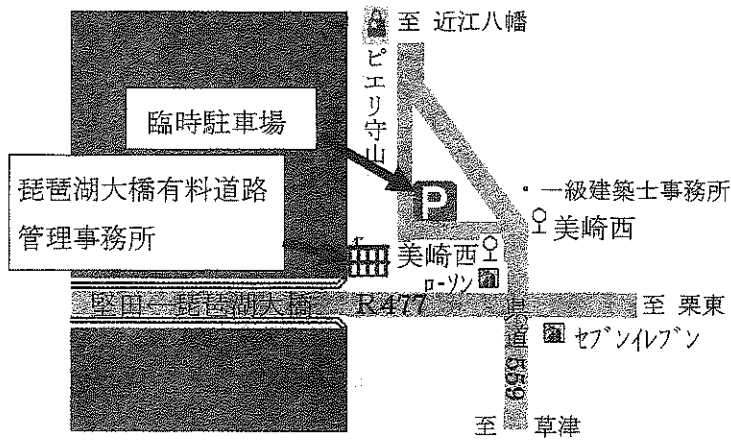 至 近江八幡
ピエリ守山
臨時駐車場
P
琵琶湖大橋有料道路
管理事務所
・一級建築士事務所
美崎西
美崎西
ローソン
堅田←琵琶湖大橋
R477
至 栗東
県道559
セブンイレブン
至 草津